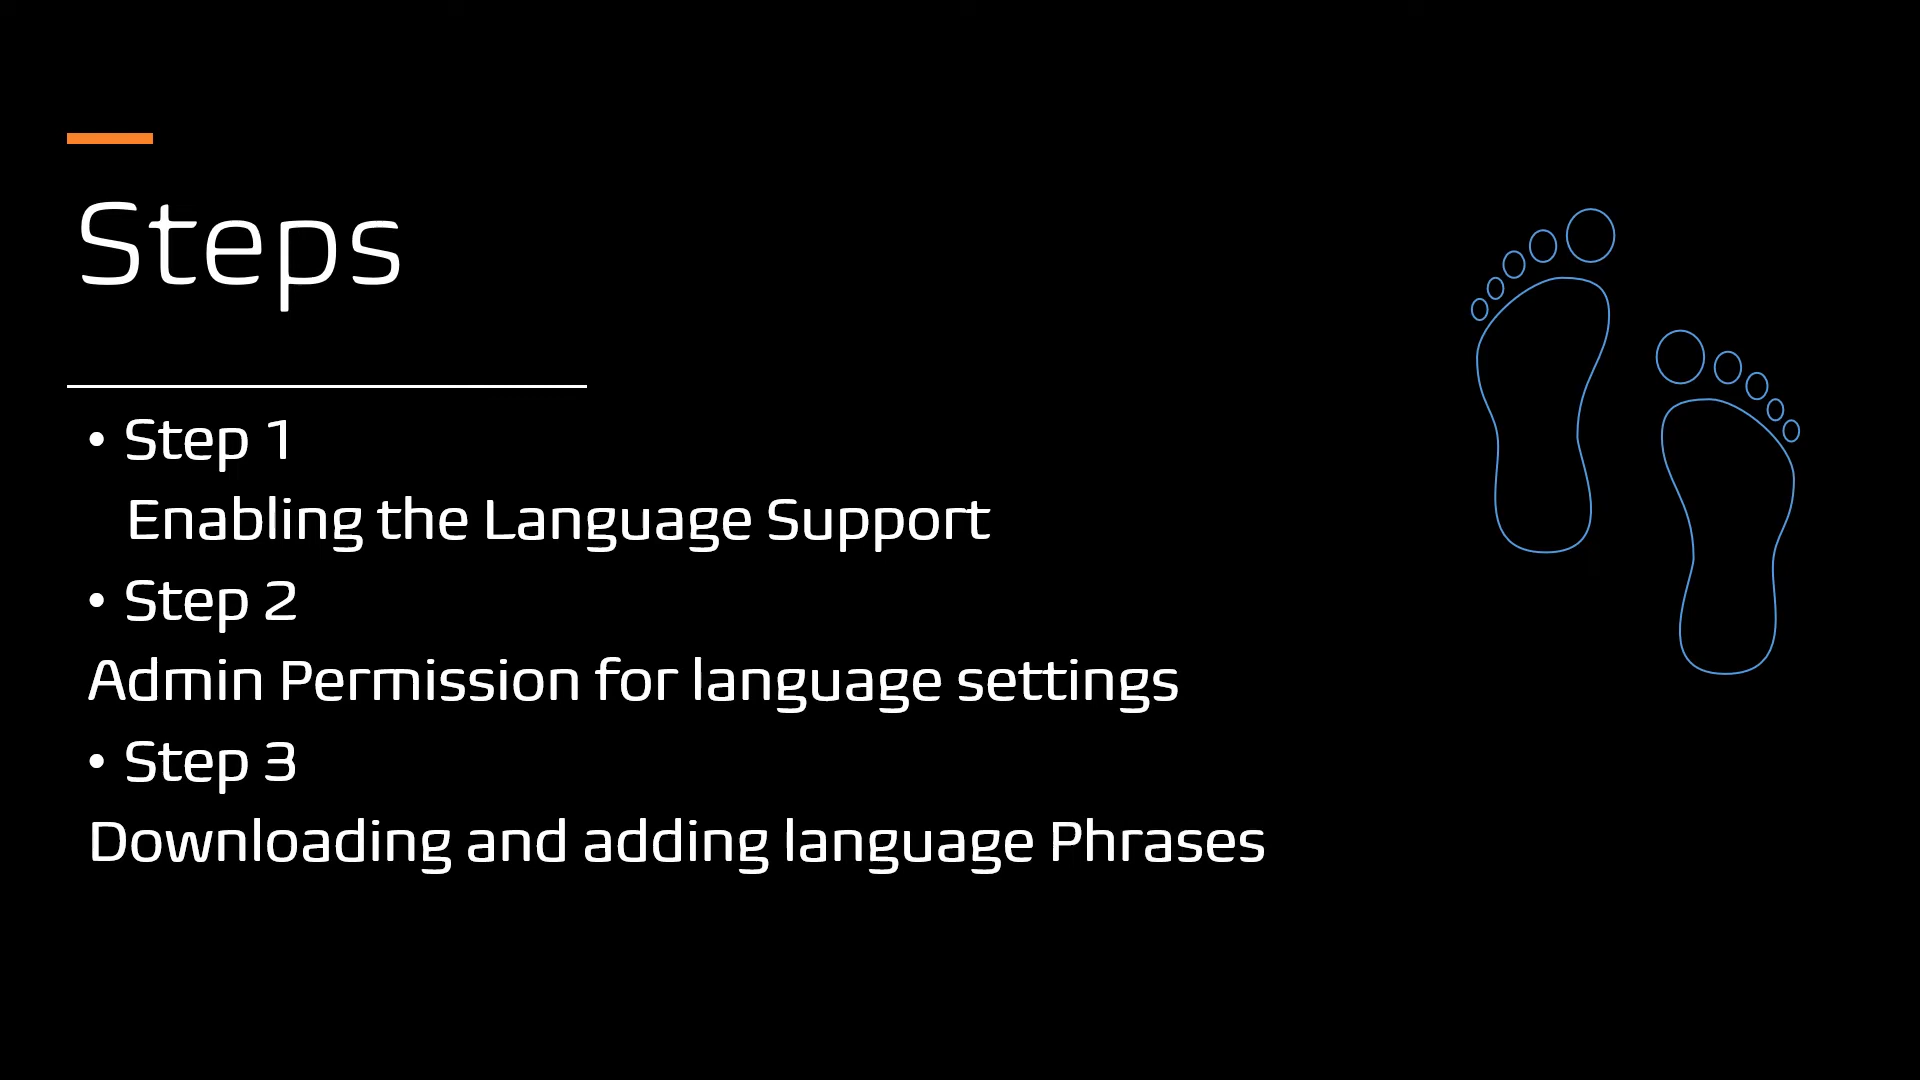 Steps
• Step 1
Enabling the Language Support
• Step 2
Admin Permission for language settings
• Step 3
Downloading and adding language Phrases